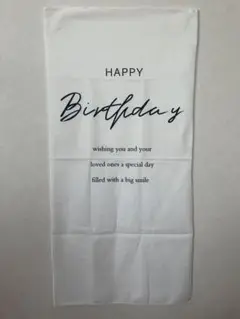 HAPPY
Birthday
wishing you and your
loved ones a special day
filled with a big smile